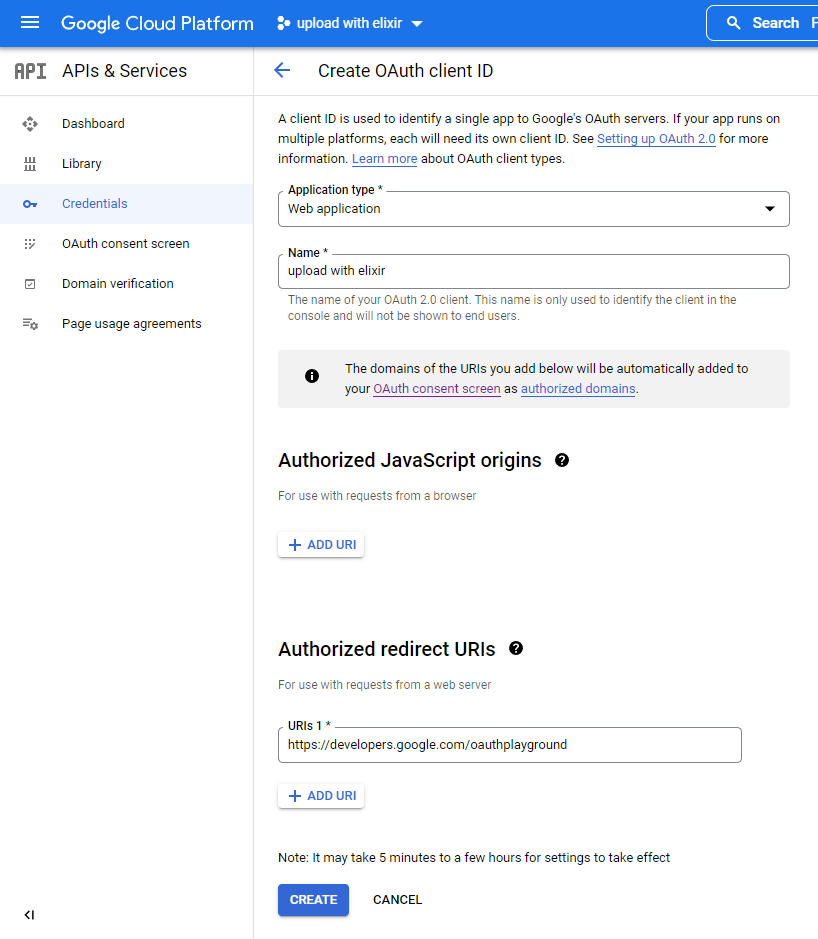 Google Cloud Platform
upload with elixir
Search
API APIs & Services
Create OAuth client ID
Dashboard
Library
Credentials
OAuth consent screen
Domain verification
Page usage agreements
A client ID is used to identify a single app to Google's OAuth servers. If your app runs on
multiple platforms, each will need its own client ID. See Setting up OAuth 2.0 for more
information. Learn more about OAuth client types.
Application type *
Web application
Name *
upload with elixir
The name of your OAuth 2.0 client. This name is only used to identify the client in the
console and will not be shown to end users.
The domains of the URIs you add below will be automatically added to
your OAuth consent screen as authorized domains.
Authorized JavaScript origins
For use with requests from a browser
+ ADD URI
Authorized redirect URIs
For use with requests from a web server
URIs 1 *
https://developers.google.com/oauthplayground
+ ADD URI
Note: It may take 5 minutes to a few hours for settings to take effect
CREATE
CANCEL